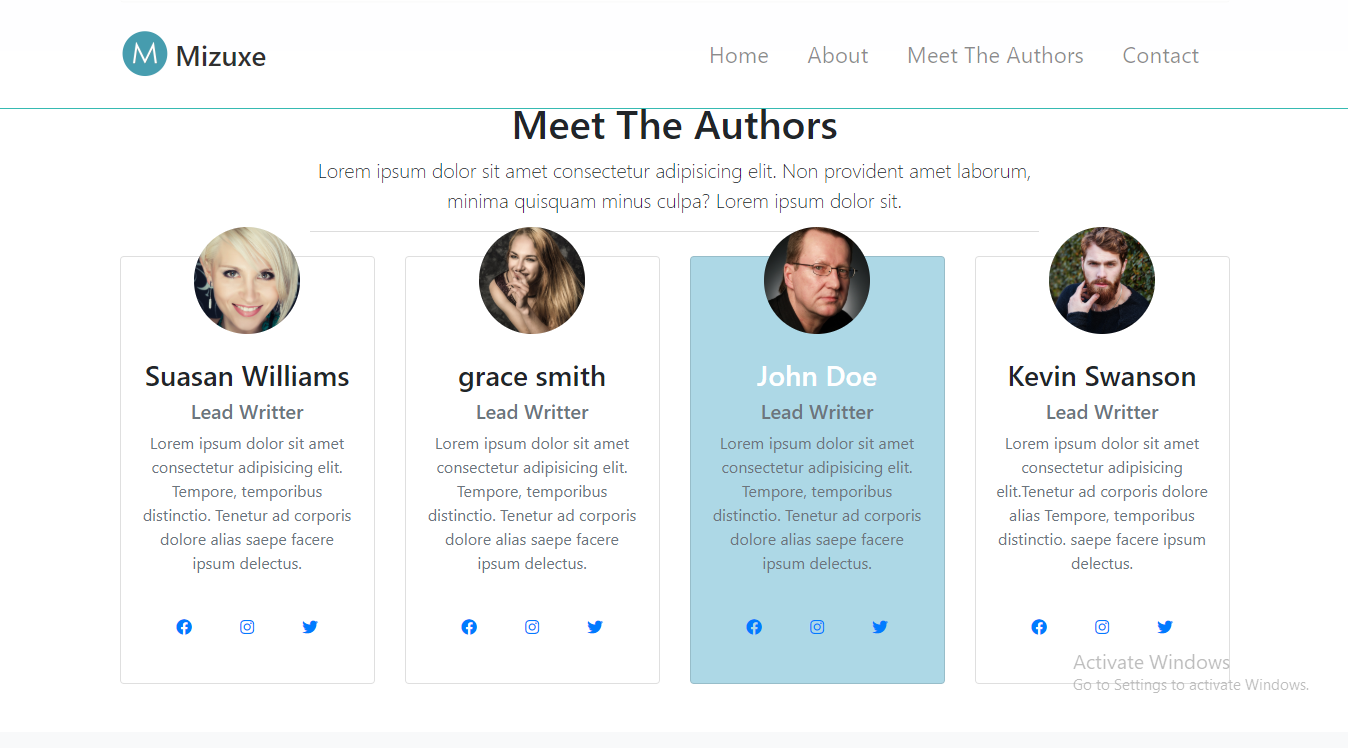 M Mizuxe
Home About Meet The Authors Contact
Meet The Authors
Lorem ipsum dolor sit amet consectetur adipisicing elit. Non provident amet laborum,
minima quisquam minus culpa? Lorem ipsum dolor sit.
Suasan Williams
Lead Writter
Lorem ipsum dolor sit amet
consectetur adipisicing elit.
Tempore, temporibus
distinctio. Tenetur ad corporis
dolore alias saepe facere
ipsum delectus.
grace smith
Lead Writter
Lorem ipsum dolor sit amet
consectetur adipisicing elit.
Tempore, temporibus
distinctio. Tenetur ad corporis
dolore alias saepe facere
ipsum delectus.
John Doe
Lead Writter
Lorem ipsum dolor sit amet
consectetur adipisicing elit.
Tempore, temporibus
distinctio. Tenetur ad corporis
dolore alias saepe facere
ipsum delectus.
Kevin Swanson
Lead Writter
Lorem ipsum dolor sit amet
consectetur adipisicing
elit.Tenetur ad corporis dolore
alias Tempore, temporibus
distinctio. saepe facere ipsum
delectus.
Activate Windows
Go to Settings to activate Windows.